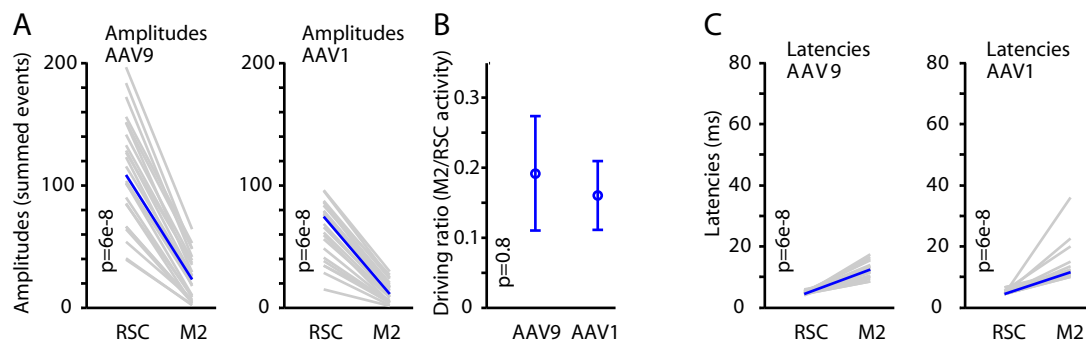 A
Amplitudes
AAV9
Amplitudes (summed events)
200
100
0
p=6e-8
RSC M2
Amplitudes
AAV1
200
100
0
p=6e-8
RSC M2
B
Driving ratio (M2/RSC activity)
0.3
0.2
0.1
0
p=0.8
AAV9 AAV1
C
Latencies
AAV9
Latencies (ms)
80
60
40
20
0
p=6e-8
RSC M2
Latencies
AAV1
80
60
40
20
0
p=6e-8
RSC M2